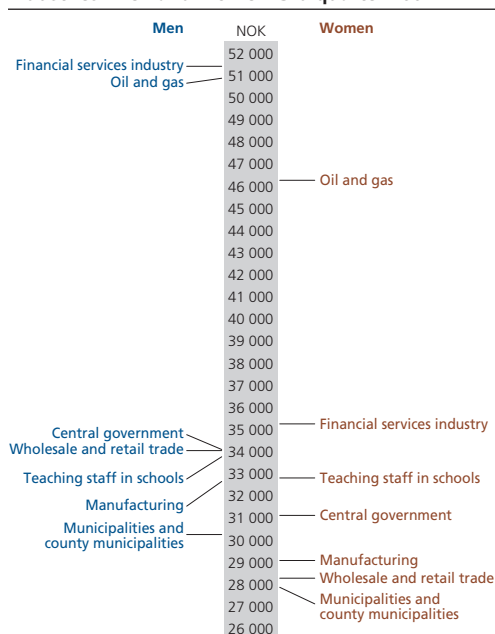 Men NOK Women
52 000
Financial services industry
51 000
Oil and gas
50 000
49 000
48 000
47 000
46 000 Oil and gas
45 000
44 000
43 000
42 000
41 000
40 000
39 000
38 000
37 000
36 000
Financial services industry
35 000
Central government
Wholesale and retail trade
34 000
Teaching staff in schools
33 000
Teaching staff in schools
32 000
Manufacturing
31 000 Central government
Municipalities and
county municipalities
30 000
29 000 Manufacturing
Wholesale and retail trade
28 000
Municipalities and
county municipalities
27 000
26 000